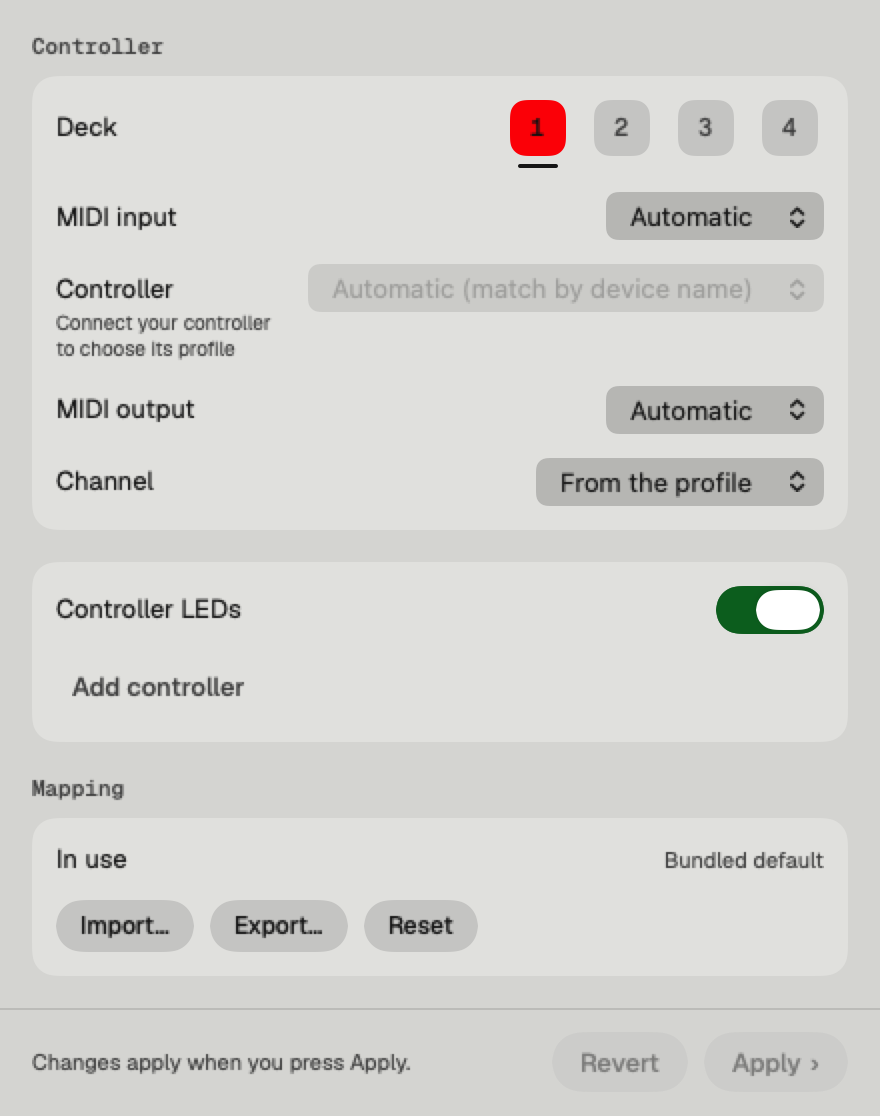 Controller
Deck 1 2 3 4
MIDI input Automatic
Controller Automatic (match by device name)
Connect your controller
to choose its profile
MIDI output Automatic
Channel From the profile
Controller LEDs
Add controller
Mapping
In use Bundled default
Import... Export... Reset
Changes apply when you press Apply. Revert Apply ›